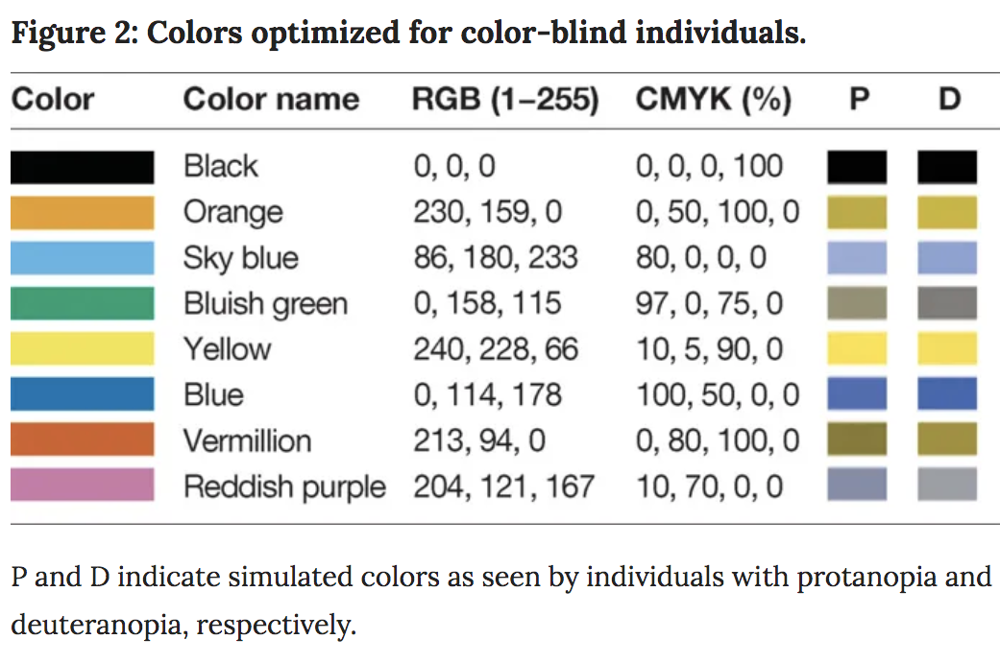 Figure 2: Colors optimized for color-blind individuals.
Color Color name RGB (1–255) CMYK (%) P D
Black 0, 0, 0 0, 0, 0, 100
Orange 230, 159, 0 0, 50, 100, 0
Sky blue 86, 180, 233 80, 0, 0, 0
Bluish green 0, 158, 115 97, 0, 75, 0
Yellow 240, 228, 66 10, 5, 90, 0
Blue 0, 114, 178 100, 50, 0, 0
Vermillion 213, 94, 0 0, 80, 100, 0
Reddish purple 204, 121, 167 10, 70, 0, 0
P and D indicate simulated colors as seen by individuals with protanopia and
deuteranopia, respectively.